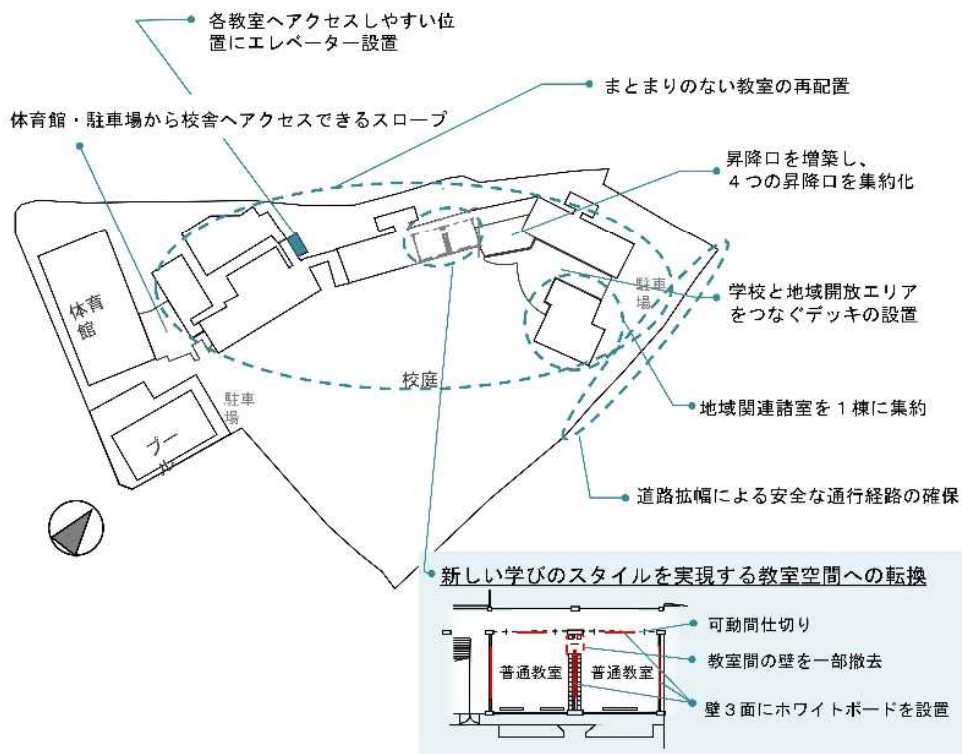 各教室へアクセスしやすい位
置にエレベーター設置
まとまりのない教室の再配置
体育館・駐車場から校舎へアクセスできるスロープ
昇降口を増築し、
４つの昇降口を集約化
体育
館
駐車
場
学校と地域開放エリア
をつなぐデッキの設置
校庭
駐車
場
地域関連諸室を１棟に集約
プー
ル
道路拡幅による安全な通行経路の確保
新しい学びのスタイルを実現する教室空間への転換
可動間仕切り
教室間の壁を一部撤去
普通教室
普通教室
壁３面にホワイトボードを設置